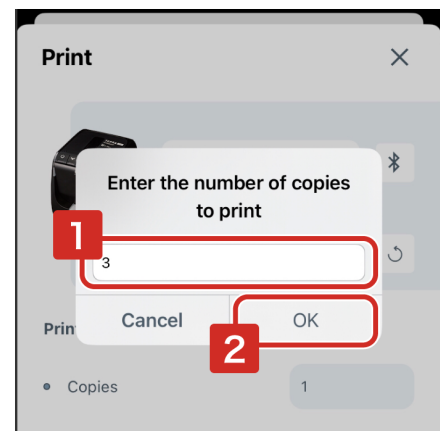 Print
Enter the number of copies
to print
1
3
Cancel
OK
2
Prin
Copies
1